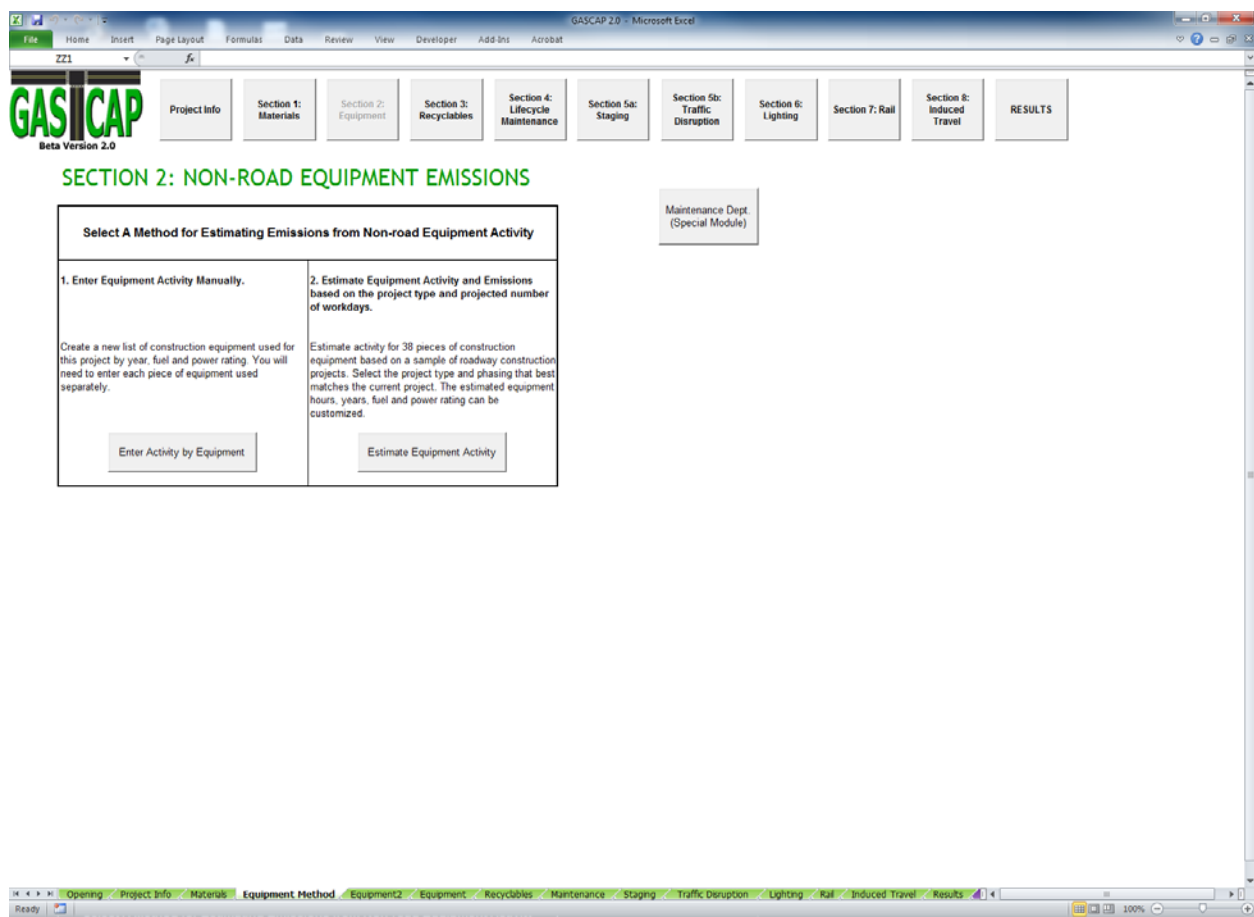 GASCAP 2.0 - Microsoft Excel
File Home Insert Page Layout Formulas Data Review View Developer Add-Ins Acrobat
ZZ1 fx
GASCAP
Beta Version 2.0
Project Info
Section 1:
Materials
Section 2:
Equipment
Section 3:
Recyclables
Section 4:
Lifecycle
Maintenance
Section 5a:
Staging
Section 5b:
Traffic
Disruption
Section 6:
Lighting
Section 7: Rail
Section 8:
Induced
Travel
RESULTS
SECTION 2: NON-ROAD EQUIPMENT EMISSIONS
Maintenance Dept.
(Special Module)
Select A Method for Estimating Emissions from Non-road Equipment Activity
1. Enter Equipment Activity Manually.
Create a new list of construction equipment used for
this project by year, fuel and power rating. You will
need to enter each piece of equipment used
separately.
Enter Activity by Equipment
2. Estimate Equipment Activity and Emissions
based on the project type and projected number
of workdays.
Estimate activity for 38 pieces of construction
equipment based on a sample of roadway construction
projects. Select the project type and phasing that best
matches the current project. The estimated equipment
hours, years, fuel and power rating can be
customized.
Estimate Equipment Activity
Opening Project Info Materials Equipment Method Equipment2 Equipment Recyclables Maintenance Staging Traffic Disruption Lighting Rail Induced Travel Results
Ready 100%